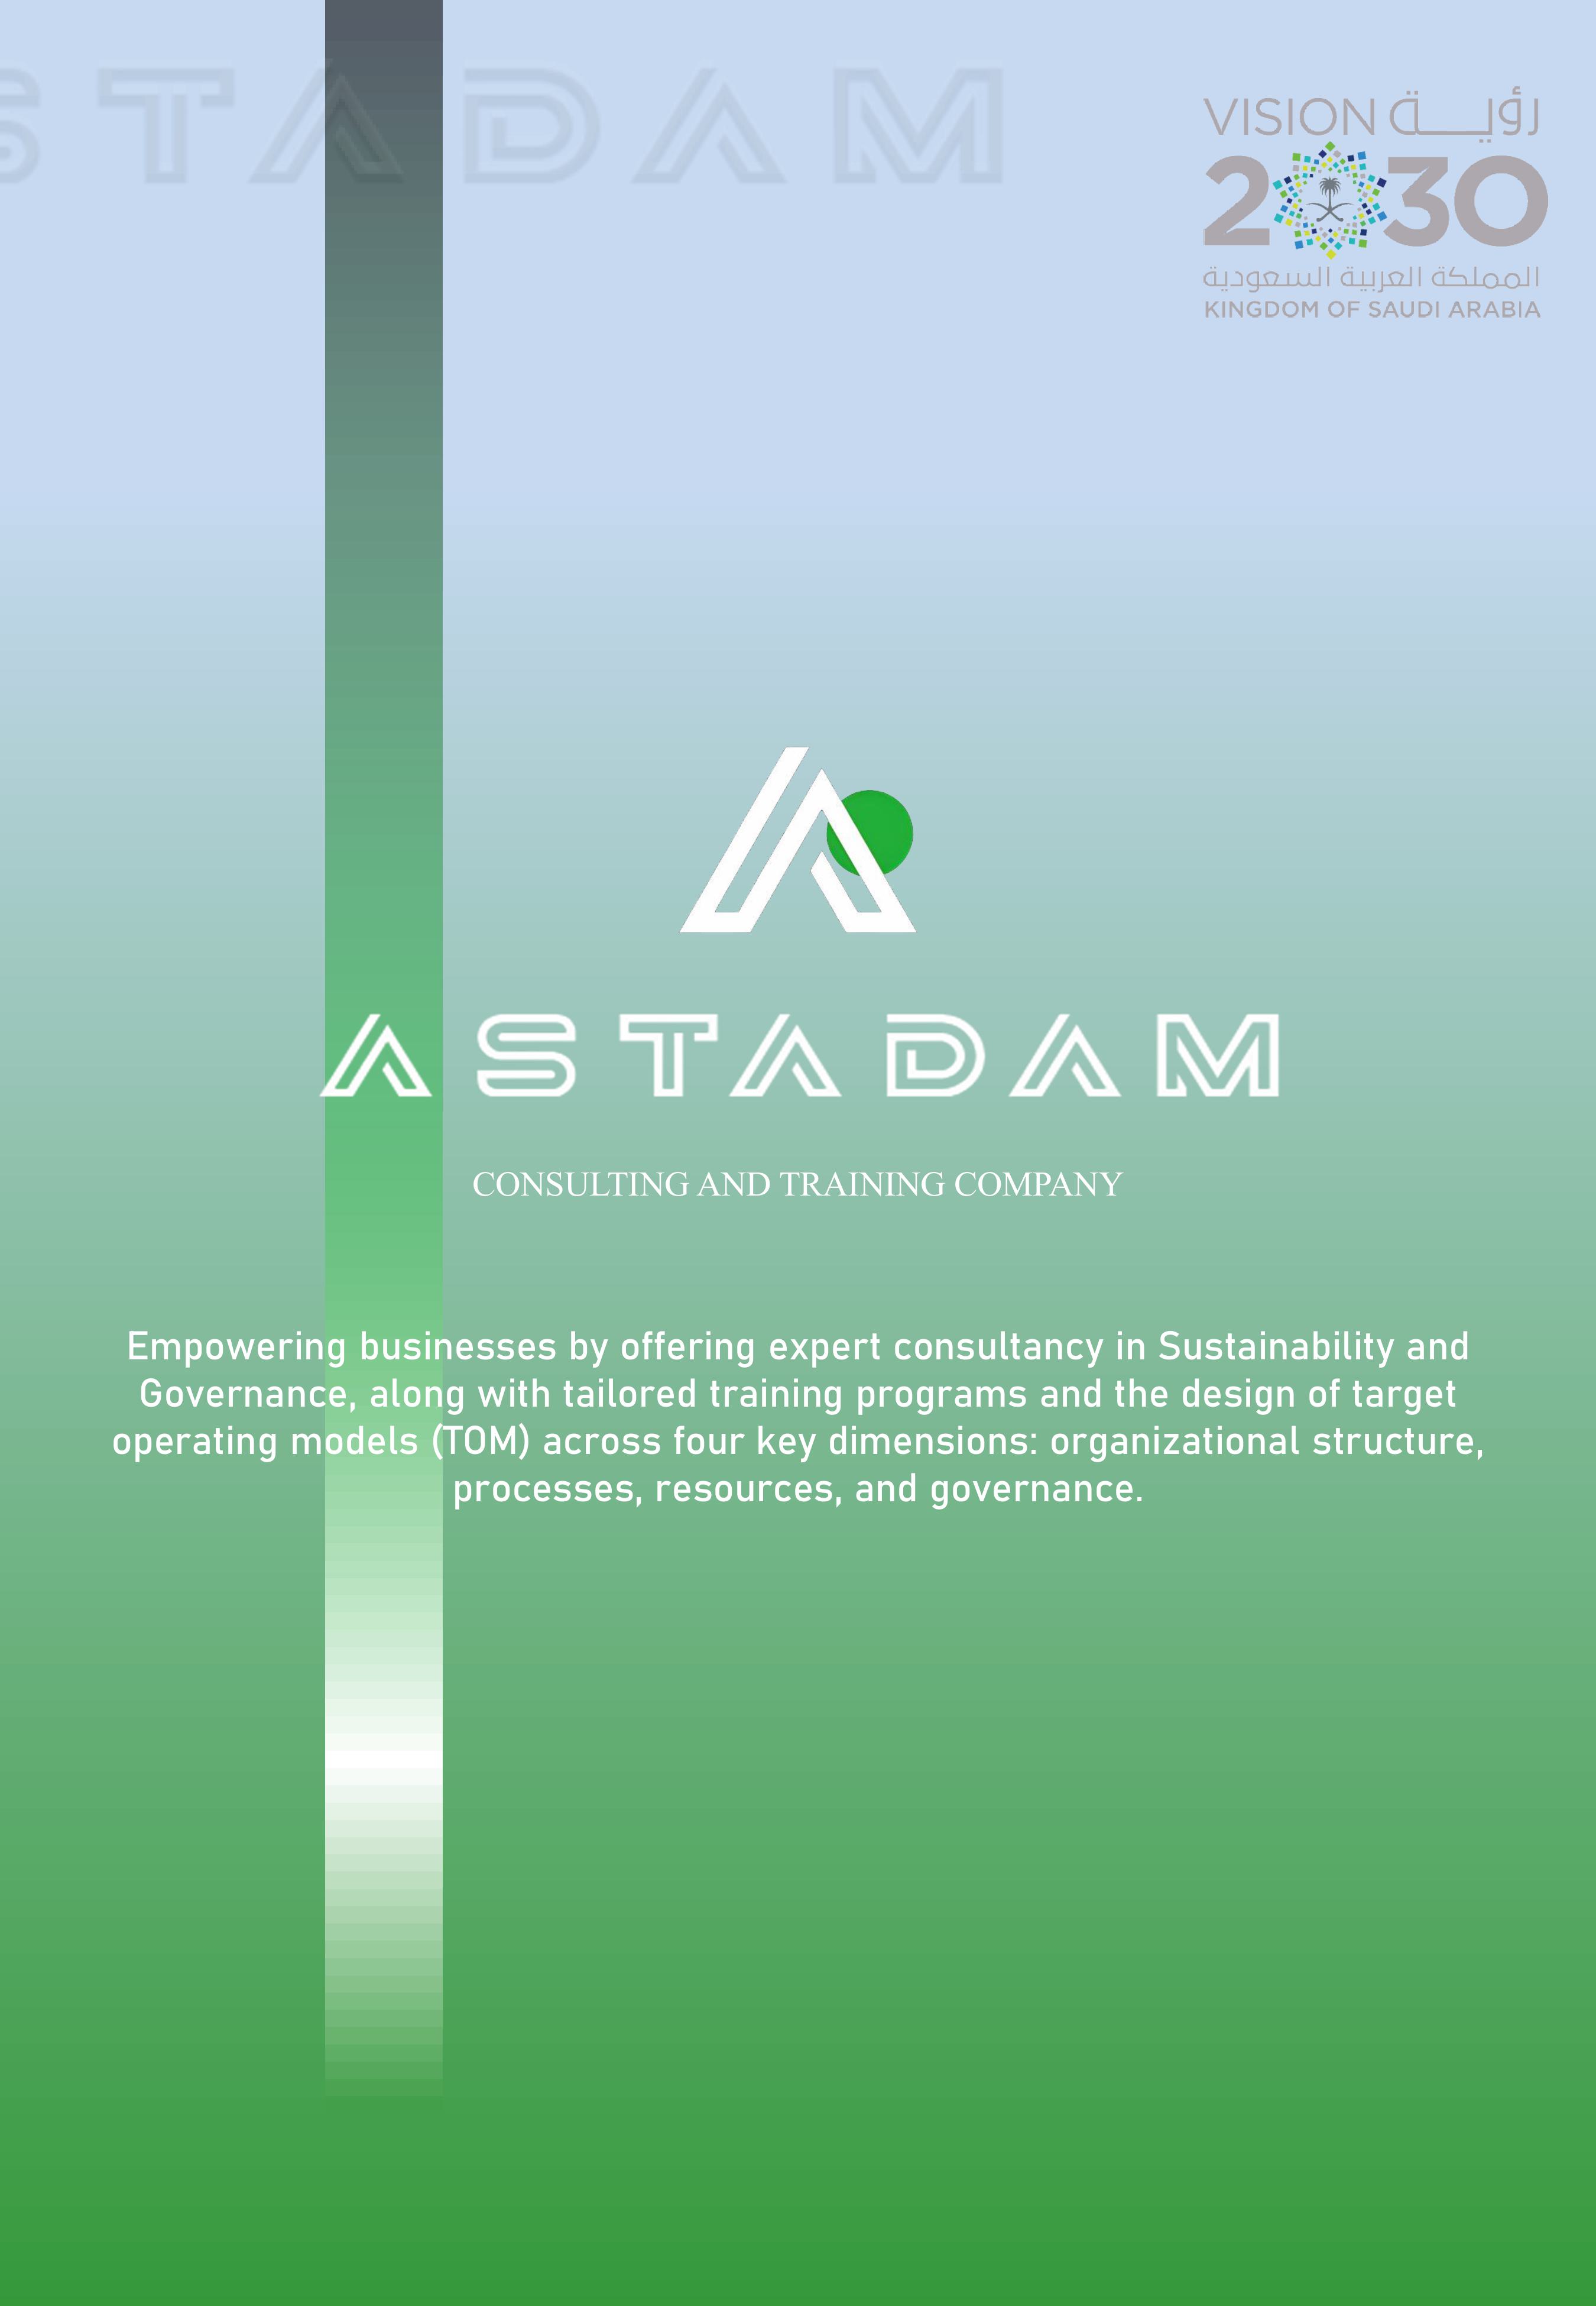 STADAM
VISION رؤيــة
2030
المملكة العربية السعودية
KINGDOM OF SAUDI ARABIA
ASTADAM
CONSULTING AND TRAINING COMPANY
Empowering businesses by offering expert consultancy in Sustainability and
Governance, along with tailored training programs and the design of target
operating models (TOM) across four key dimensions: organizational structure,
processes, resources, and governance.